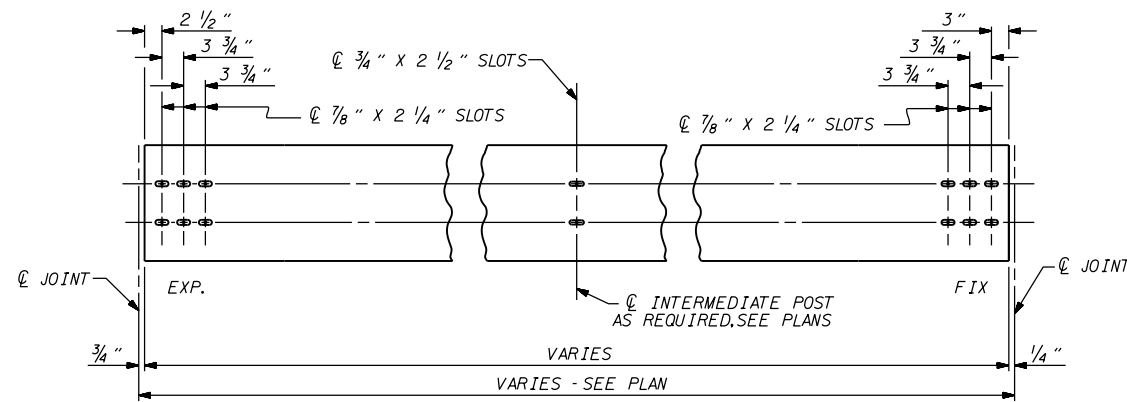 2 ½"
3 ¾"
3 ¾"
℄ ¾" X 2 ½" SLOTS
℄ ⅞" X 2 ¼" SLOTS
3"
3 ¾"
3 ¾"
℄ ⅞" X 2 ¼" SLOTS
℄ JOINT
EXP.
FIX
℄ JOINT
℄ INTERMEDIATE POST
AS REQUIRED,SEE PLANS
¾"
VARIES
¼"
VARIES - SEE PLAN